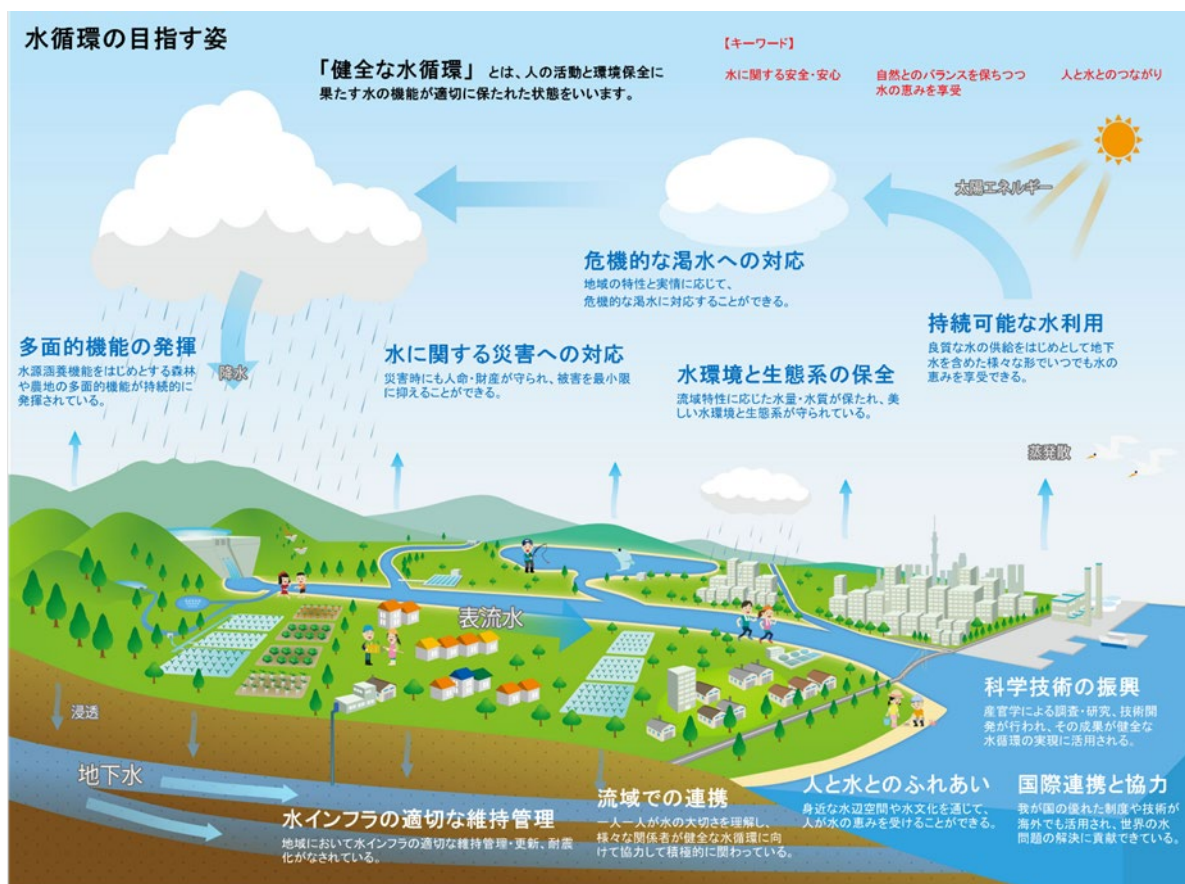 水循環の目指す姿
「健全な水循環」 とは、人の活動と環境保全に
果たす水の機能が適切に保たれた状態をいいます。
【キーワード】
水に関する安全・安心
自然とのバランスを保ちつつ
水の恵みを享受
人と水とのつながり
太陽エネルギー
危機的な渇水への対応
地域の特性と実情に応じて、
危機的な渇水に対応することができる。
持続可能な水利用
良質な水の供給をはじめとして地下
水を含めた様々な形でいつでも水の
恵みを享受できる。
多面的機能の発揮
水源涵養機能をはじめとする森林
や農地の多面的機能が持続的に
発揮されている。
降水
水に関する災害への対応
災害時にも人命・財産が守られ、被害を最小限
に抑えることができる。
水環境と生態系の保全
流域特性に応じた水量・水質が保たれ、美
しい水環境と生態系が守られている。
蒸発散
表流水
科学技術の振興
産官学による調査・研究、技術開
発が行われ、その成果が健全な
水循環の実現に活用される。
浸透
地下水
水インフラの適切な維持管理
地域において水インフラの適切な維持管理・更新、耐震
化がなされている。
流域での連携
一人一人が水の大切さを理解し、
様々な関係者が健全な水循環に向
けて協力して積極的に関わっている。
人と水とのふれあい
身近な水辺空間や水文化を通じて、
人が水の恵みを受けることができる。
国際連携と協力
我が国の優れた制度や技術が
海外でも活用され、世界の水
問題の解決に貢献できている。